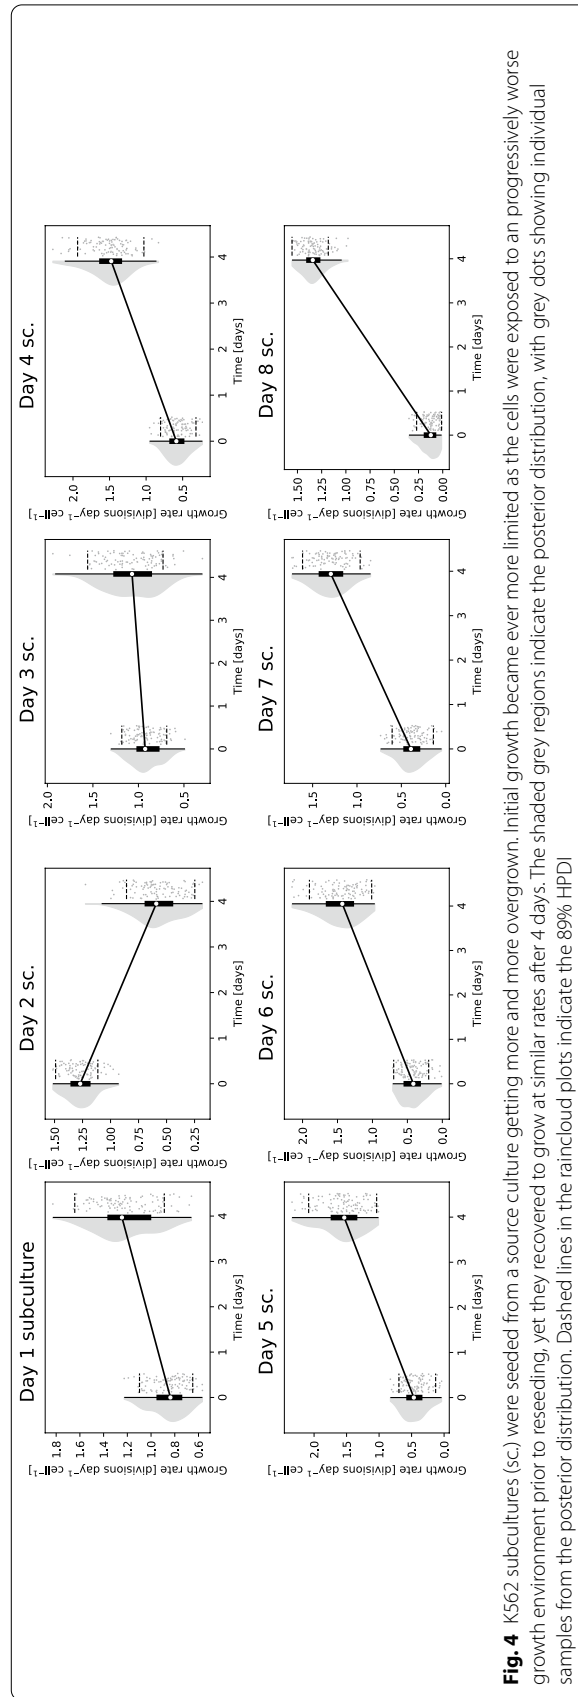 Day 1 subculture
Growth rate [divisions day⁻¹ cell⁻¹]
1.8
1.6
1.4
1.2
1.0
0.8
0.6
0 1 2 3 4
Time [days]
Day 2 sc.
Growth rate [divisions day⁻¹ cell⁻¹]
1.50
1.25
1.00
0.75
0.50
0.25
0 1 2 3 4
Time [days]
Day 3 sc.
Growth rate [divisions day⁻¹ cell⁻¹]
2.0
1.5
1.0
0.5
0 1 2 3 4
Time [days]
Day 4 sc.
Growth rate [divisions day⁻¹ cell⁻¹]
2.0
1.5
1.0
0.5
0 1 2 3 4
Time [days]
Day 5 sc.
Growth rate [divisions day⁻¹ cell⁻¹]
2.0
1.5
1.0
0.5
0.0
0 1 2 3 4
Time [days]
Day 6 sc.
Growth rate [divisions day⁻¹ cell⁻¹]
2.0
1.5
1.0
0.5
0.0
0 1 2 3 4
Time [days]
Day 7 sc.
Growth rate [divisions day⁻¹ cell⁻¹]
1.5
1.0
0.5
0.0
0 1 2 3 4
Time [days]
Day 8 sc.
Growth rate [divisions day⁻¹ cell⁻¹]
1.50
1.25
1.00
0.75
0.50
0.25
0.00
0 1 2 3 4
Time [days]
Fig. 4 K562 subcultures (sc.) were seeded from a source culture getting more and more overgrown. Initial growth became ever more limited as the cells were exposed to an progressively worse
growth environment prior to reseeding, yet they recovered to grow at similar rates after 4 days. The shaded grey regions indicate the posterior distribution, with grey dots showing individual
samples from the posterior distribution. Dashed lines in the raincloud plots indicate the 89% HPDI